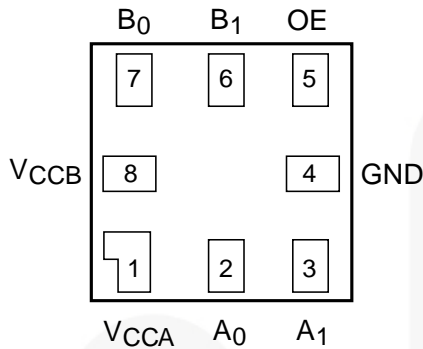 B0 B1 OE
7 6 5
VCCB 8 4 GND
1 2 3
VCCA A0 A1